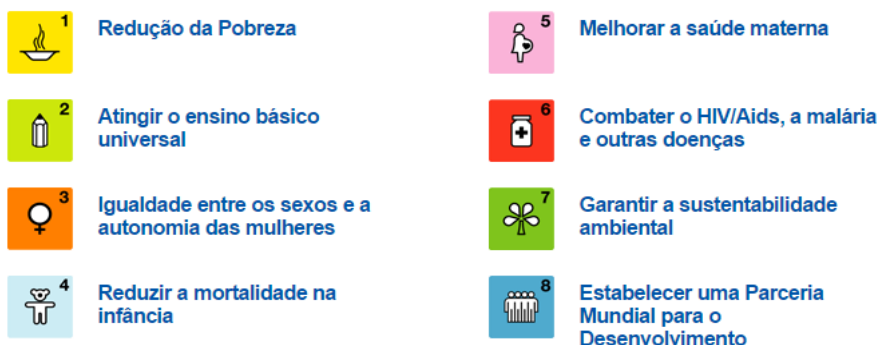 1
Redução da Pobreza
2
Atingir o ensino básico
universal
3
Igualdade entre os sexos e a
autonomia das mulheres
4
Reduzir a mortalidade na
infância
5
Melhorar a saúde materna
6
Combater o HIV/Aids, a malária
e outras doenças
7
Garantir a sustentabilidade
ambiental
8
Estabelecer uma Parceria
Mundial para o
Desenvolvimento